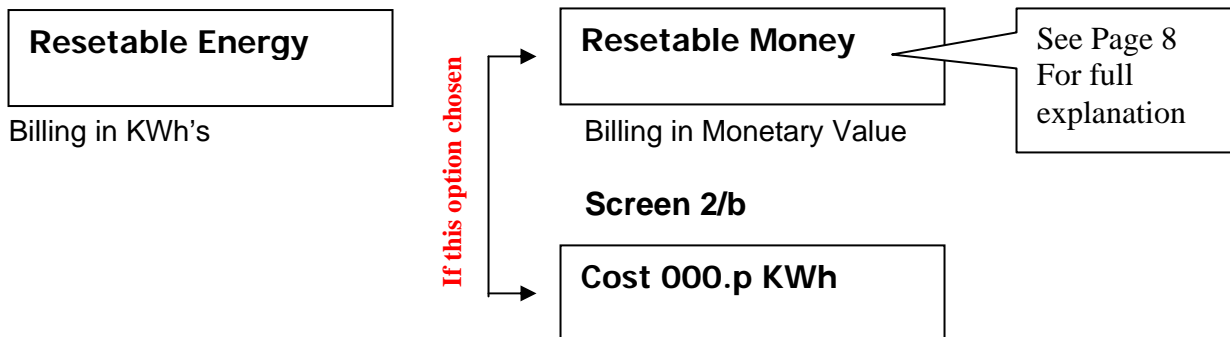 Resetable Energy
Billing in KWh's
If this option chosen
Resetable Money
Billing in Monetary Value
See Page 8
For full
explanation
Screen 2/b
Cost 000.p KWh